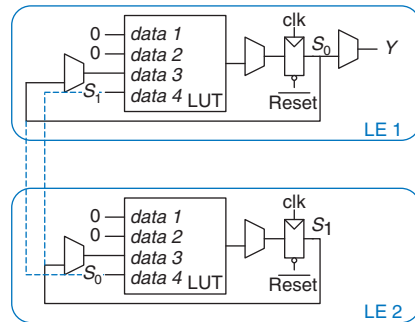 clk
0 data 1
0 data 2
data 3
S₁ data 4
LUT
S₀
Y
Reset
LE 1
clk
0 data 1
0 data 2
data 3
S₀ data 4
LUT
S₁
Reset
LE 2